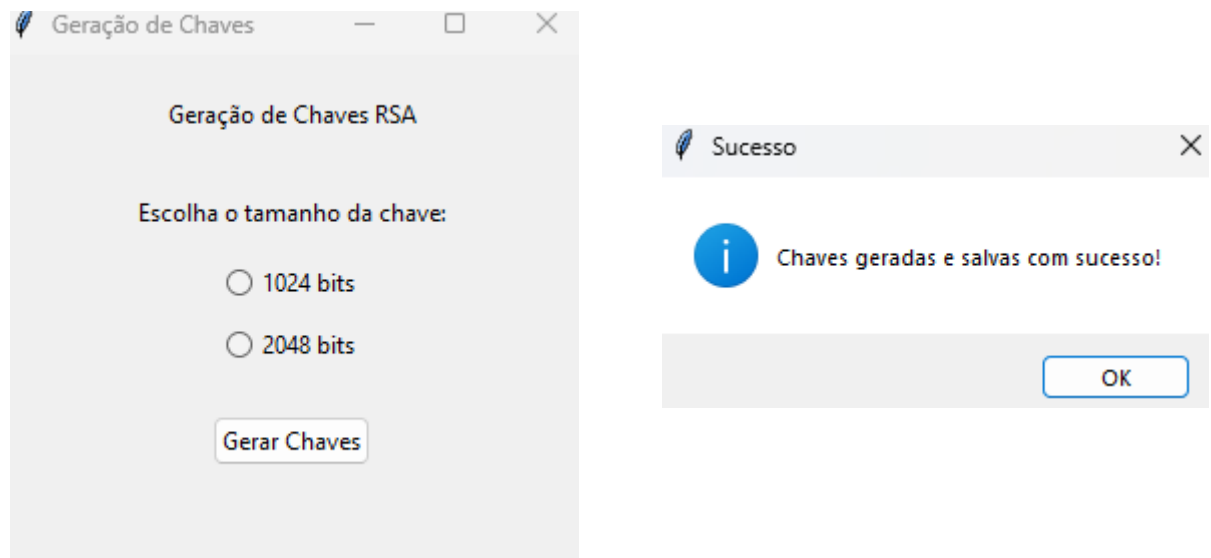 Geração de Chaves
Geração de Chaves RSA
Escolha o tamanho da chave:
1024 bits
2048 bits
Gerar Chaves
Sucesso
Chaves geradas e salvas com sucesso!
OK